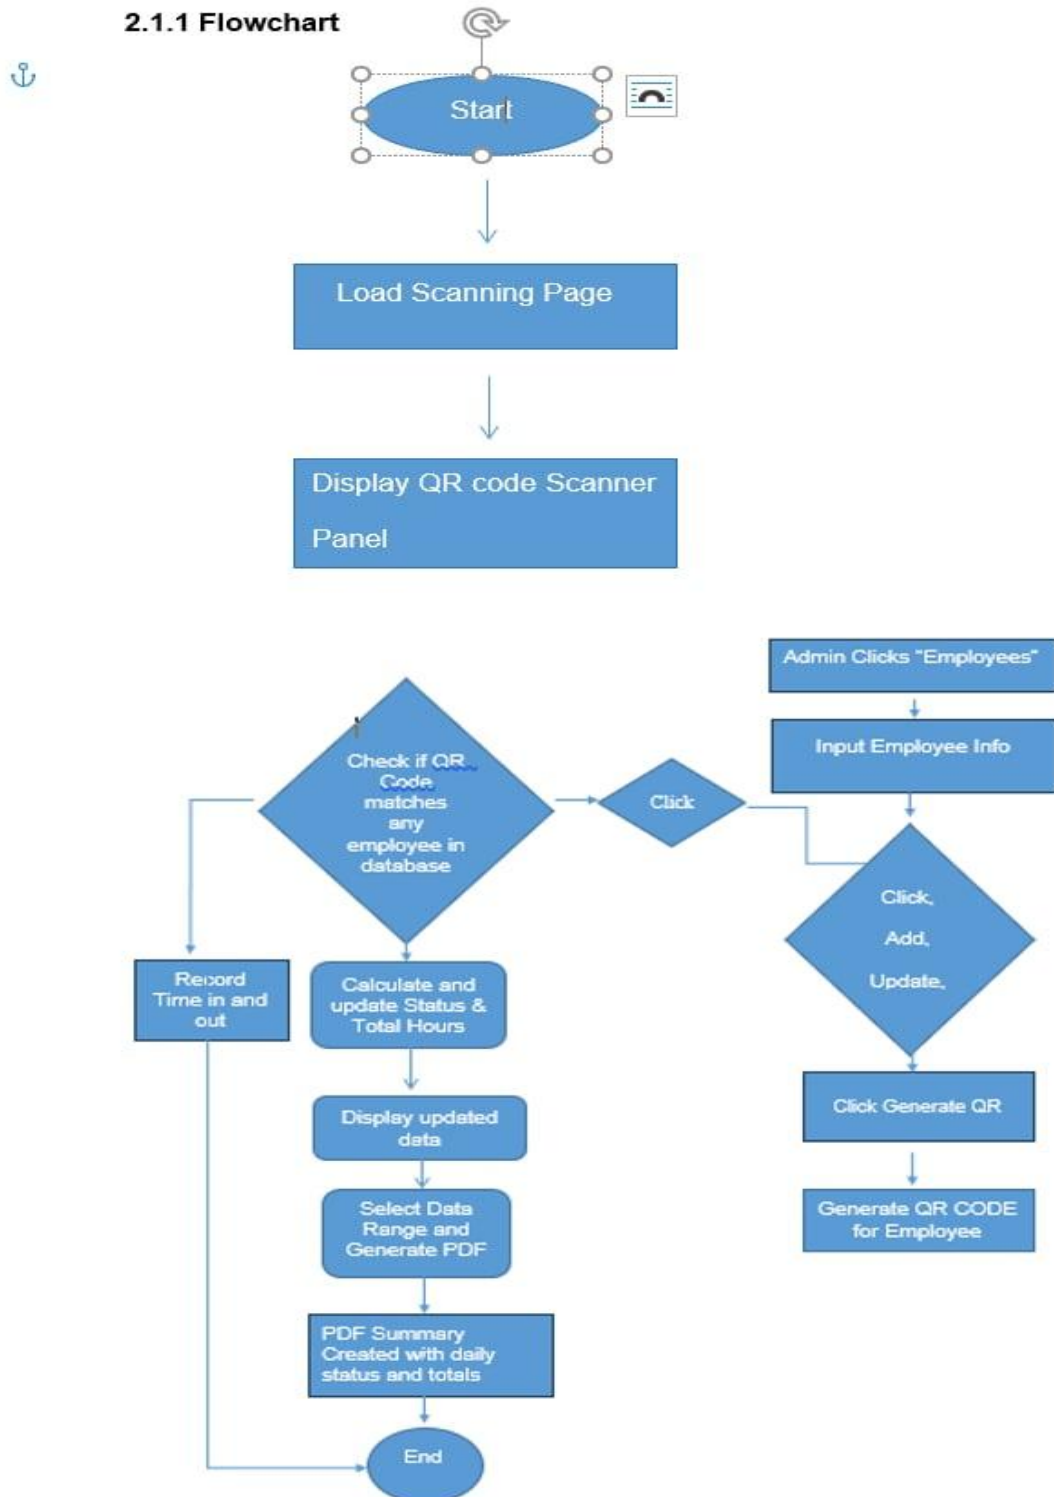 2.1.1 Flowchart
Start
Load Scanning Page
Display QR code Scanner
Panel
Admin Clicks "Employees"
Input Employee Info
Check if QR
Code
matches
any
employee in
database
Click
Click,
Add,
Update,
Record
Time in and
out
Calculate and
update Status &
Total Hours
Click Generate QR
Display updated
data
Select Data
Range and
Generate PDF
Generate QR CODE
for Employee
PDF Summary
Created with daily
status and totals
End